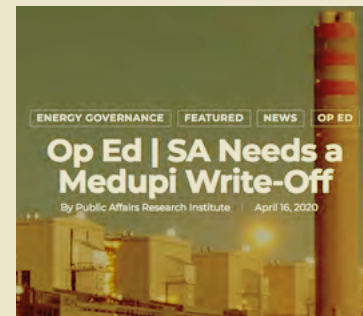 ENERGY GOVERNANCE FEATURED NEWS OP ED
Op Ed | SA Needs a
Medupi Write-Off
By Public Affairs Research Institute | April 16, 2020